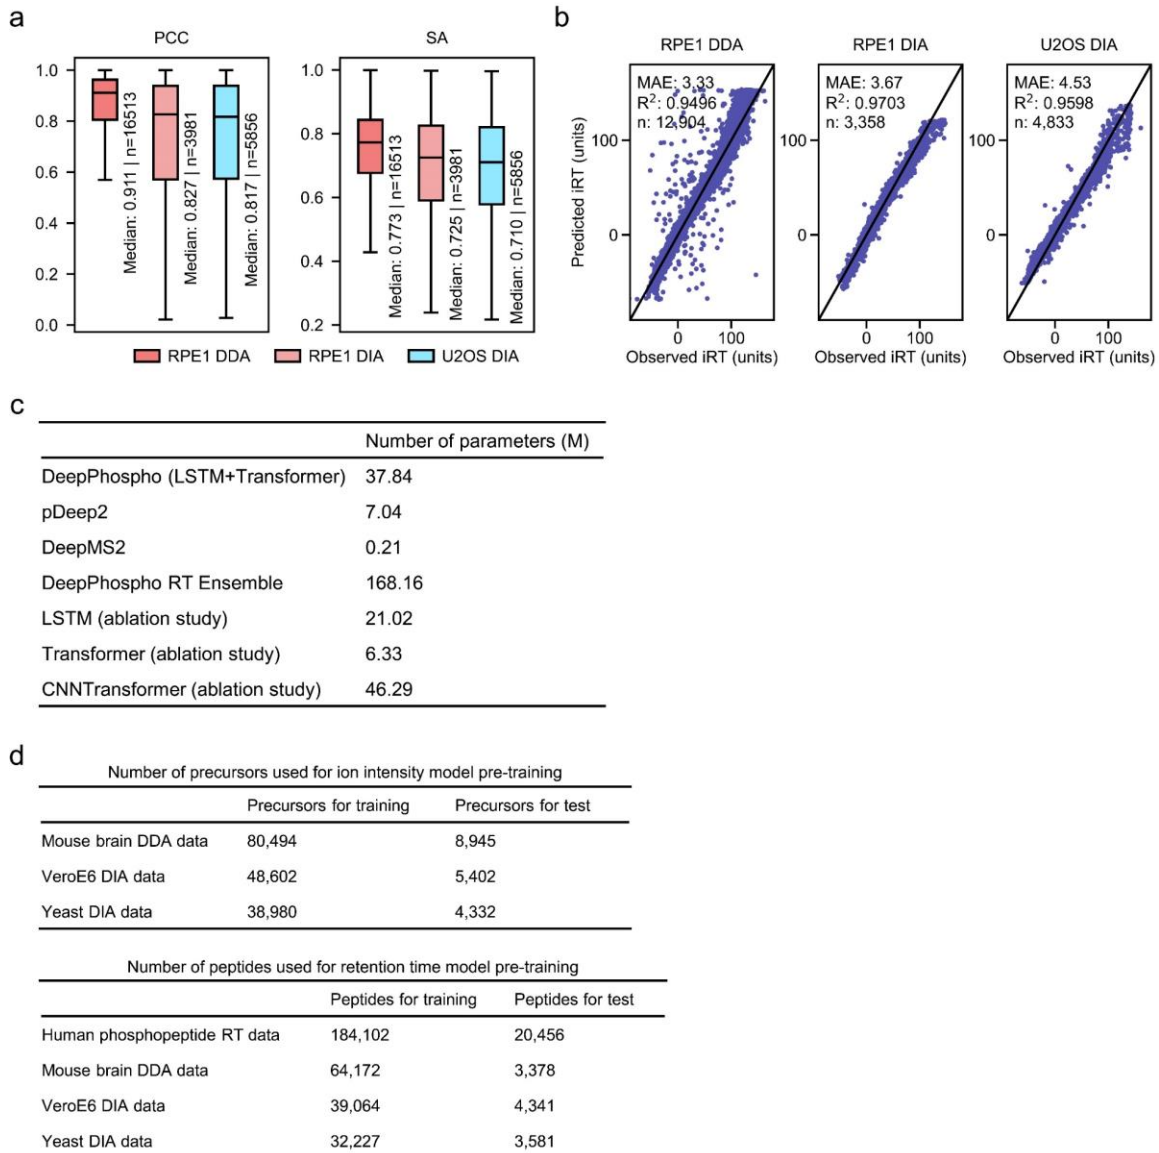 a
PCC
SA
1.0
0.8
0.6
0.4
0.2
0.0
Median: 0.911 | n=16513
Median: 0.827 | n=3981
Median: 0.817 | n=5856
1.0
0.8
0.6
0.4
0.2
Median: 0.773 | n=16513
Median: 0.725 | n=3981
Median: 0.710 | n=5856
RPE1 DDA RPE1 DIA U2OS DIA
b
RPE1 DDA
MAE: 3.33
R²: 0.9496
n: 12,904
Predicted iRT (units)
100
0
0 100
Observed iRT (units)
RPE1 DIA
MAE: 3.67
R²: 0.9703
n: 3,358
100
0
0 100
Observed iRT (units)
U2OS DIA
MAE: 4.53
R²: 0.9598
n: 4,833
100
0
0 100
Observed iRT (units)
c
Number of parameters (M)
DeepPhospho (LSTM+Transformer) 37.84
pDeep2 7.04
DeepMS2 0.21
DeepPhospho RT Ensemble 168.16
LSTM (ablation study) 21.02
Transformer (ablation study) 6.33
CNNTransformer (ablation study) 46.29
d
Number of precursors used for ion intensity model pre-training
Precursors for training Precursors for test
Mouse brain DDA data 80,494 8,945
VeroE6 DIA data 48,602 5,402
Yeast DIA data 38,980 4,332
Number of peptides used for retention time model pre-training
Peptides for training Peptides for test
Human phosphopeptide RT data 184,102 20,456
Mouse brain DDA data 64,172 3,378
VeroE6 DIA data 39,064 4,341
Yeast DIA data 32,227 3,581